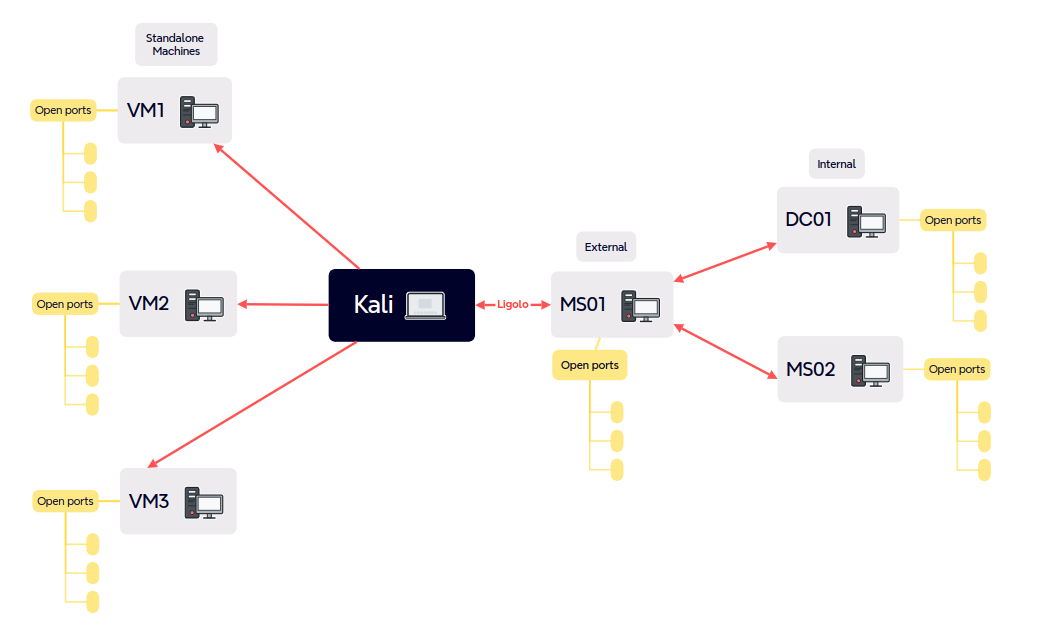 Standalone
Machines
VM1
Open ports
VM2
Open ports
VM3
Open ports
Kali
Ligolo
External
MS01
Open ports
Internal
DC01
Open ports
MS02
Open ports